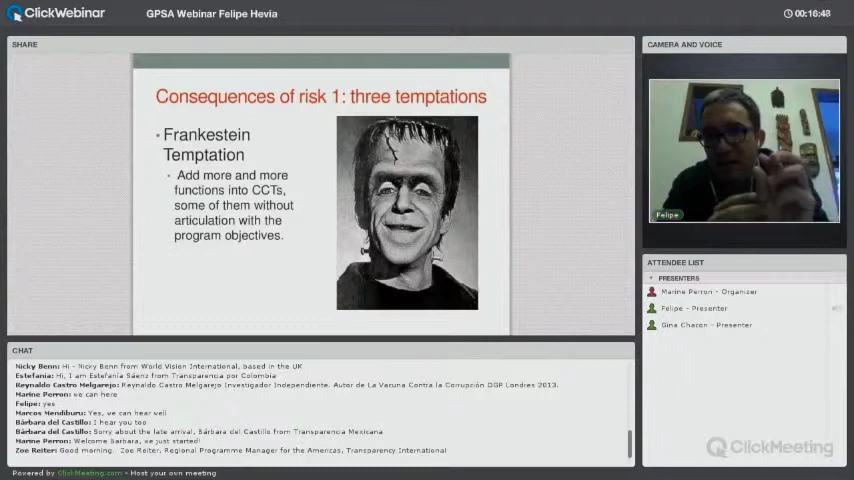 ClickWebinar
GPSA Webinar Felipe Hevia
00:16:43
SHARE
Consequences of risk 1: three temptations
• Frankestein
Temptation
• Add more and more
functions into CCTs,
some of them without
articulation with the
program objectives.
CAMERA AND VOICE
Felipe
ATTENDEE LIST
PRESENTERS
Marine Perron - Organizer
Felipe - Presenter
Gina Chacon - Presenter
CHAT
Nicky Benn: Hi - Nicky Benn from World Vision International, based in the UK
Estefania: Hi, I am Estefanía Sáenz from Transparencia por Colombia
Reynaldo Castro Melgarejo: Reynaldo Castro Melgarejo Investigador Independiente. Autor de La Vacuna Contra la Corrupción DGP Londres 2013.
Marine Perron: we can here
Felipe: yes
Marcos Mendiburu: Yes, we can hear well
Bárbara del Castillo: I hear you too
Bárbara del Castillo: Sorry about the late arrival, Bárbara del Castillo from Transparencia Mexicana
Marine Perron: Welcome Barbara, we just started!
Zoe Reiter: Good morning. Zoe Reiter, Regional Programme Manager for the Americas, Transparency International
ClickMeeting
Powered by ClickMeeting.com - Host your own meeting